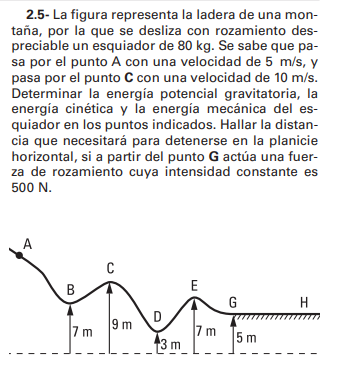 2.5- La figura representa la ladera de una mon-
taña, por la que se desliza con rozamiento des-
preciable un esquiador de 80 kg. Se sabe que pa-
sa por el punto A con una velocidad de 5 m/s, y
pasa por el punto C con una velocidad de 10 m/s.
Determinar la energía potencial gravitatoria, la
energía cinética y la energía mecánica del es-
quiador en los puntos indicados. Hallar la distan-
cia que necesitará para detenerse en la planicie
horizontal, si a partir del punto G actúa una fuer-
za de rozamiento cuya intensidad constante es
500 N.
A
C
B
E
G
H
D
7 m
9 m
3 m
7 m
5 m